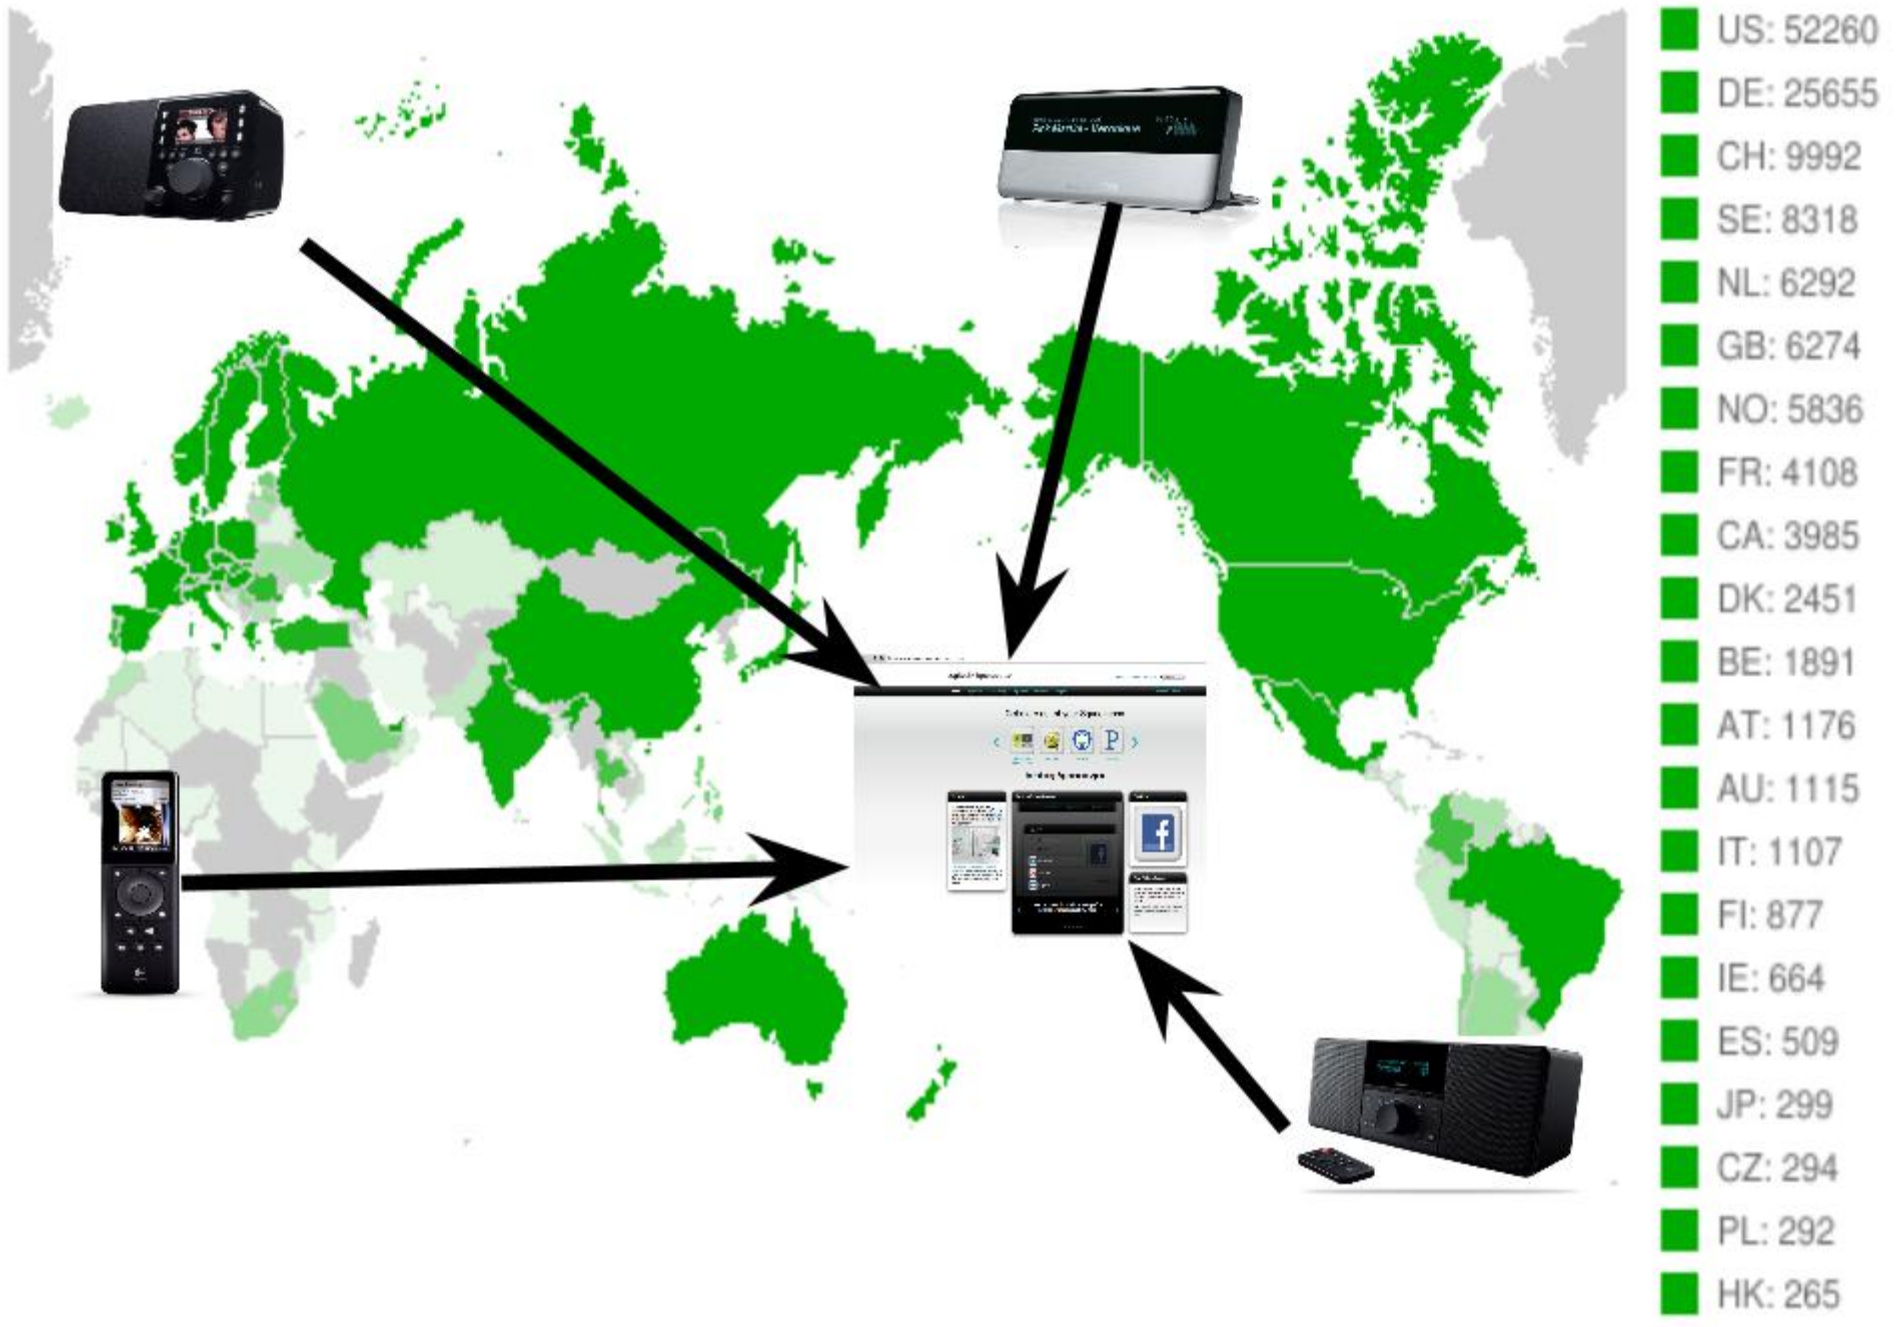 US: 52260
DE: 25655
CH: 9992
SE: 8318
NL: 6292
GB: 6274
NO: 5836
FR: 4108
CA: 3985
DK: 2451
BE: 1891
AT: 1176
AU: 1115
IT: 1107
FI: 877
IE: 664
ES: 509
JP: 299
CZ: 294
PL: 292
HK: 265
P
f